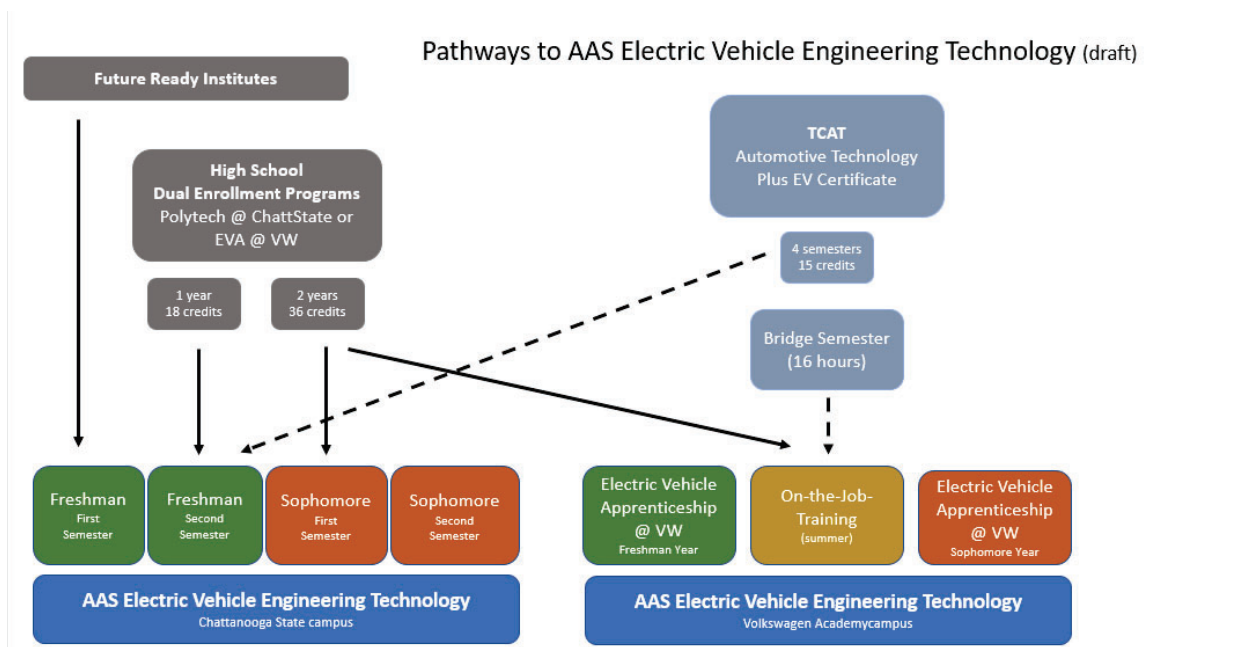 Pathways to AAS Electric Vehicle Engineering Technology (draft)
Future Ready Institutes
High School
Dual Enrollment Programs
Polytech @ ChattState or
EVA @ VW
1 year
18 credits
2 years
36 credits
TCAT
Automotive Technology
Plus EV Certificate
4 semesters
15 credits
Bridge Semester
(16 hours)
Freshman
First
Semester
Freshman
Second
Semester
Sophomore
First
Semester
Sophomore
Second
Semester
AAS Electric Vehicle Engineering Technology
Chattanooga State campus
Electric Vehicle
Apprenticeship
@ VW
Freshman Year
On-the-Job-
Training
(summer)
Electric Vehicle
Apprenticeship
@ VW
Sophomore Year
AAS Electric Vehicle Engineering Technology
Volkswagen Academycampus